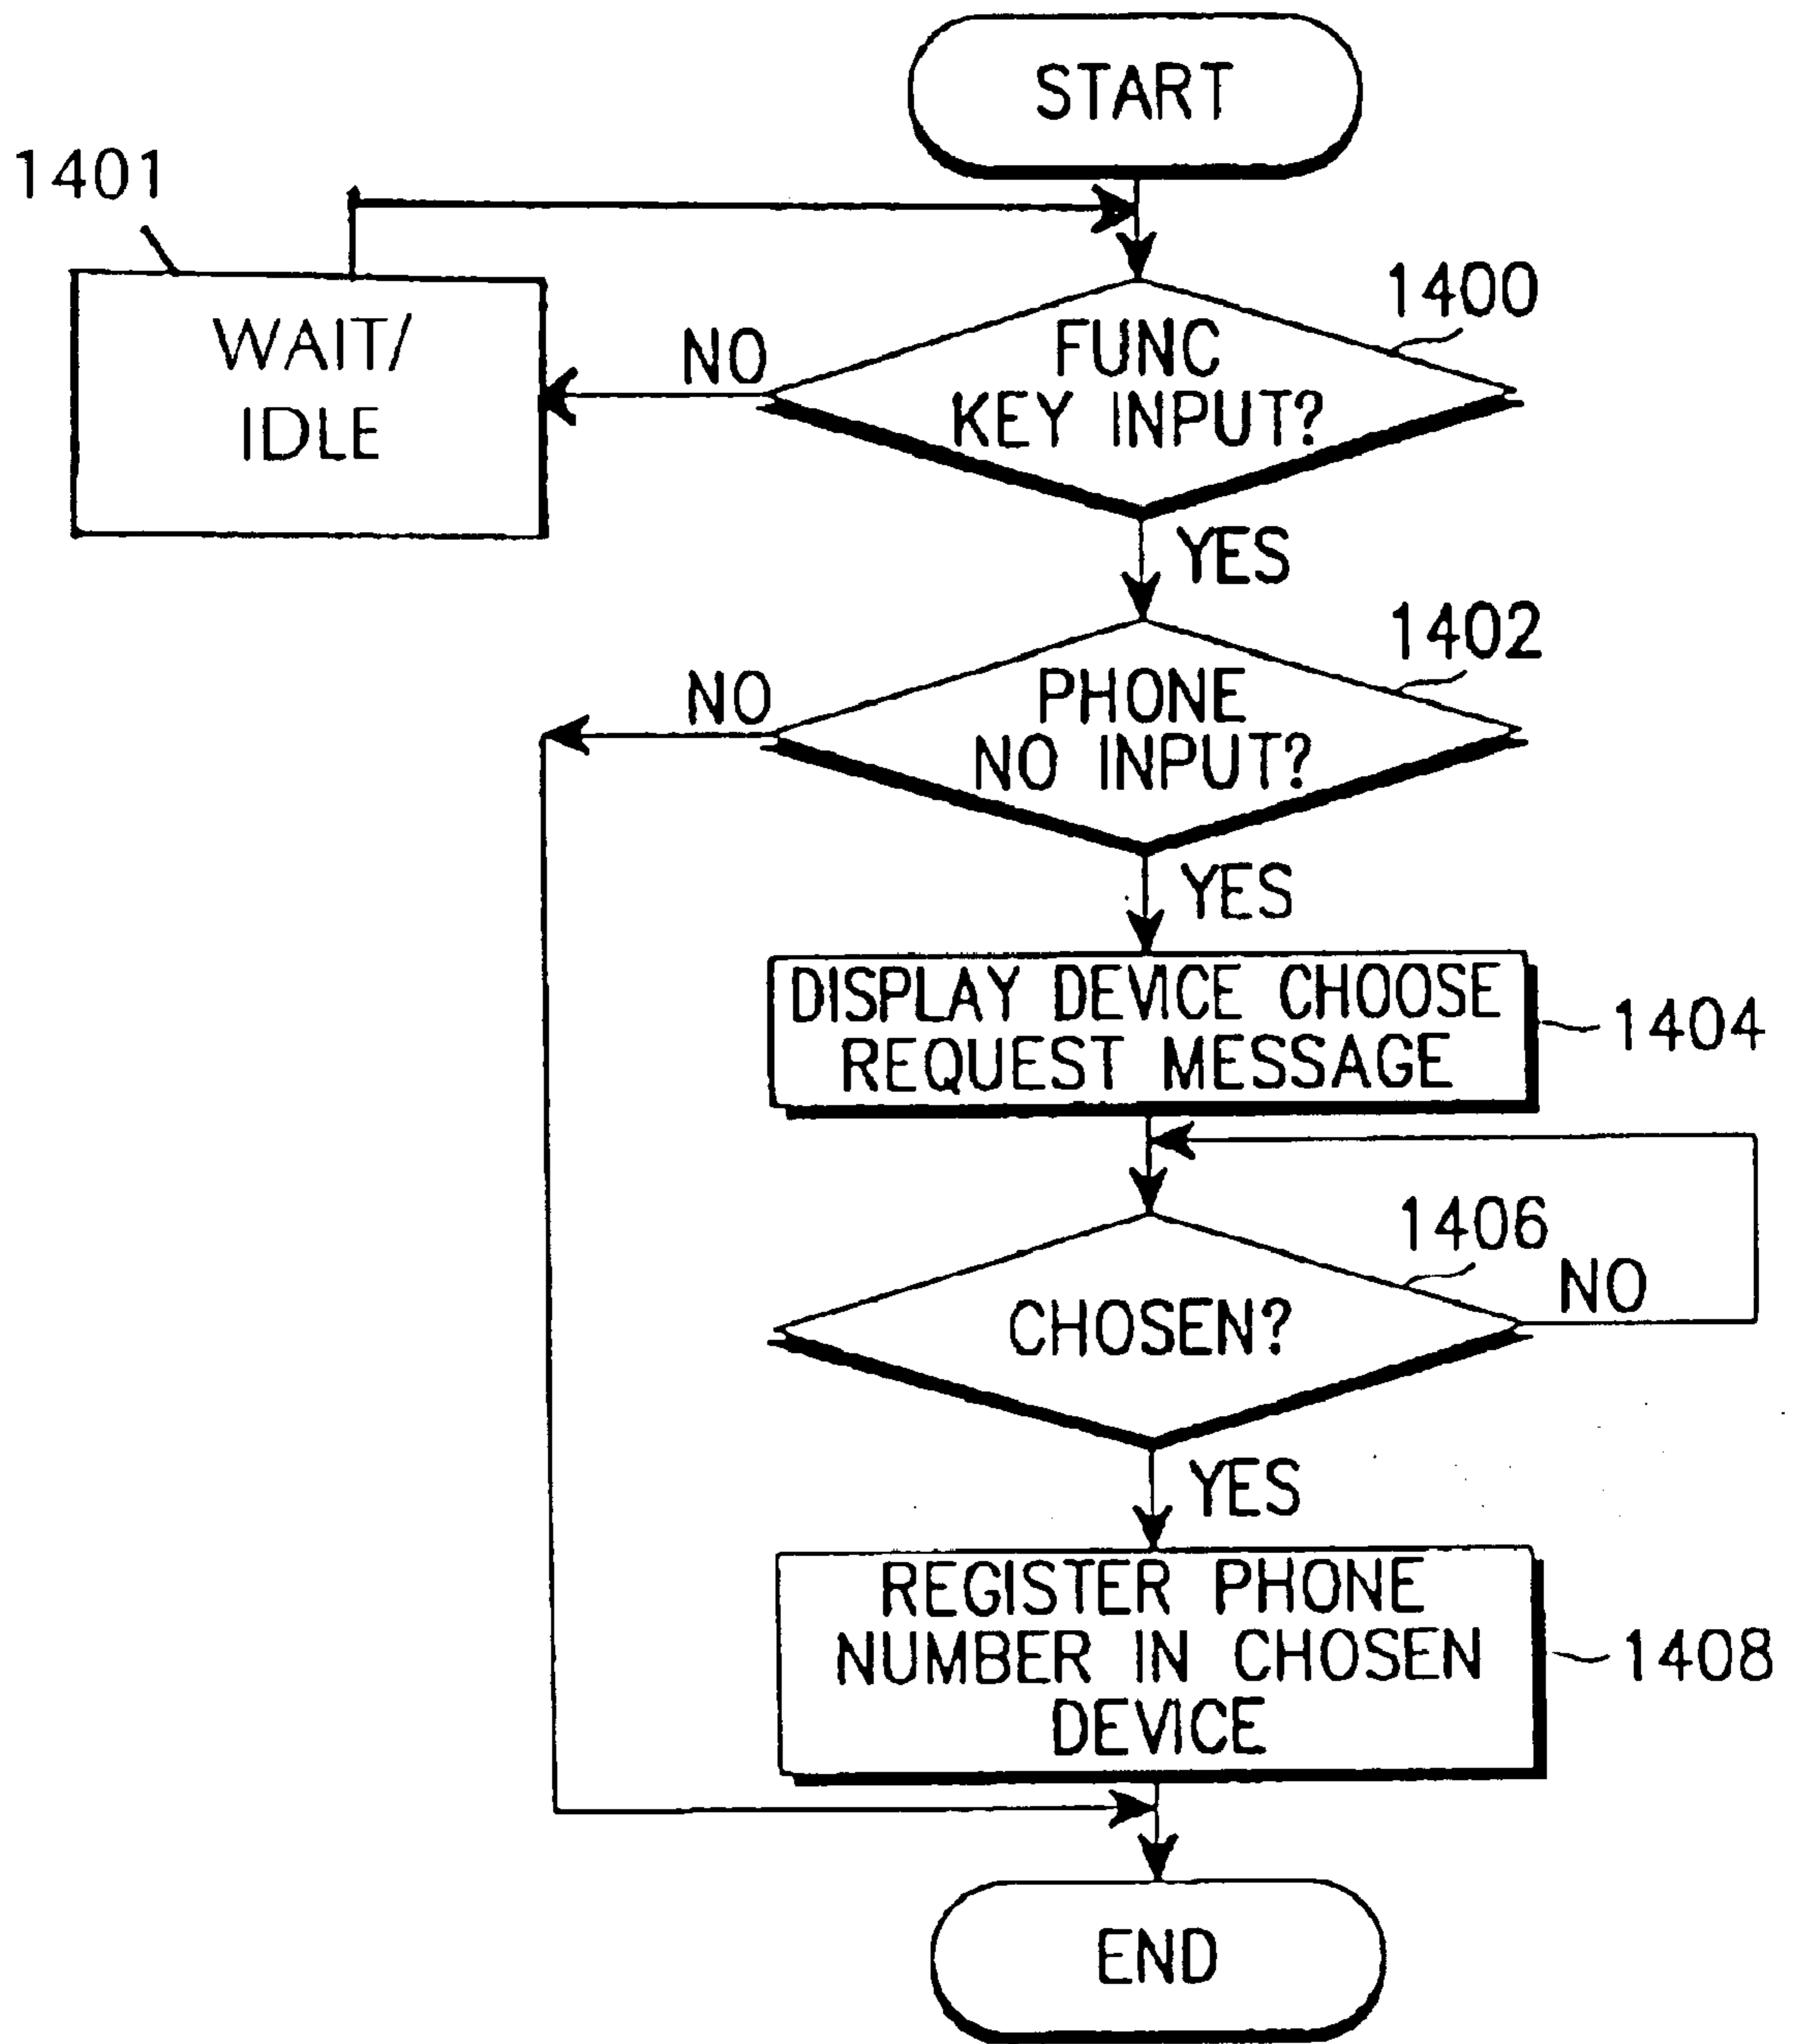 START
1401
WAIT/
IDLE
NO
FUNC
KEY INPUT?
1400
YES
NO
PHONE
NO INPUT?
1402
YES
DISPLAY DEVICE CHOOSE
REQUEST MESSAGE
1404
1406
CHOSEN?
NO
YES
REGISTER PHONE
NUMBER IN CHOSEN
DEVICE
1408
END